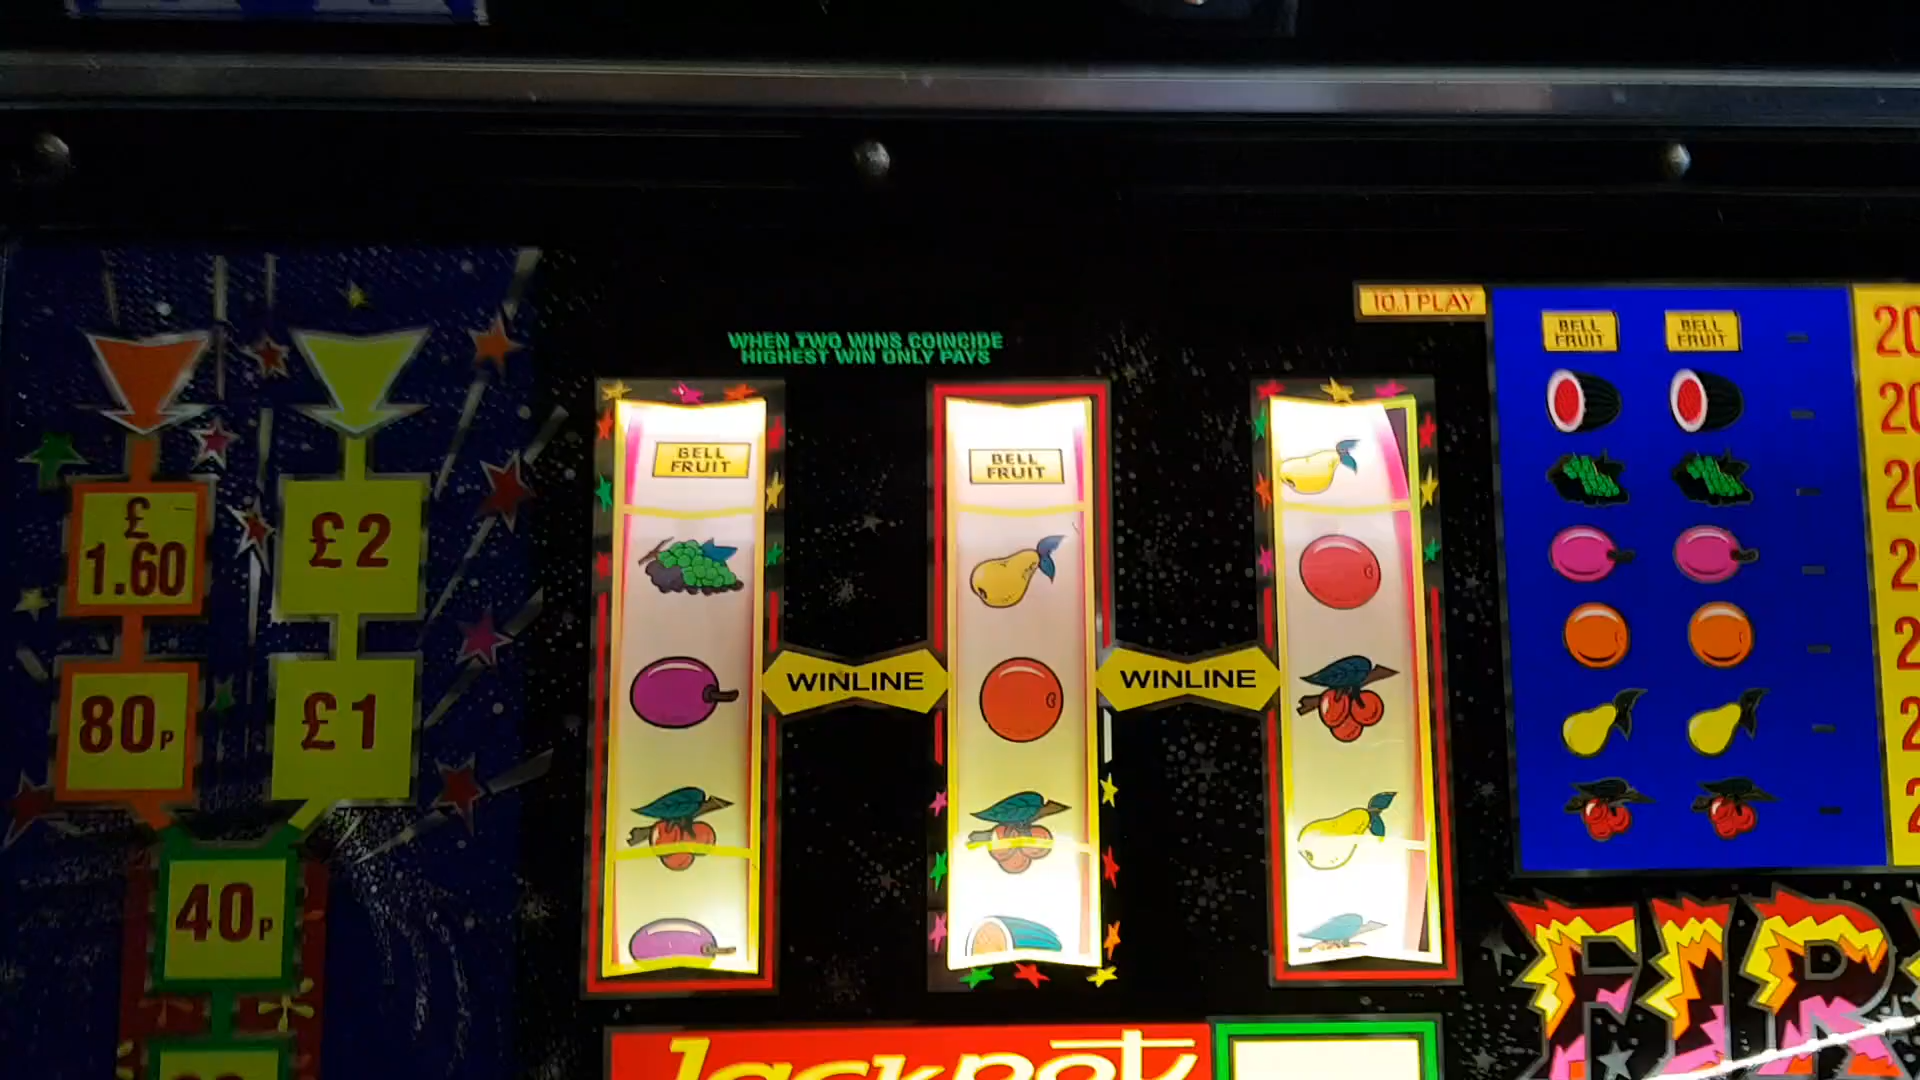 WHEN TWO WINS COINCIDE
HIGHEST WIN ONLY PAYS
10.1 PLAY
BELL
FRUIT
BELL
FRUIT
BELL
FRUIT
BELL
FRUIT
£
1.60
£2
80P
£1
40P
WINLINE
WINLINE
Jackpot